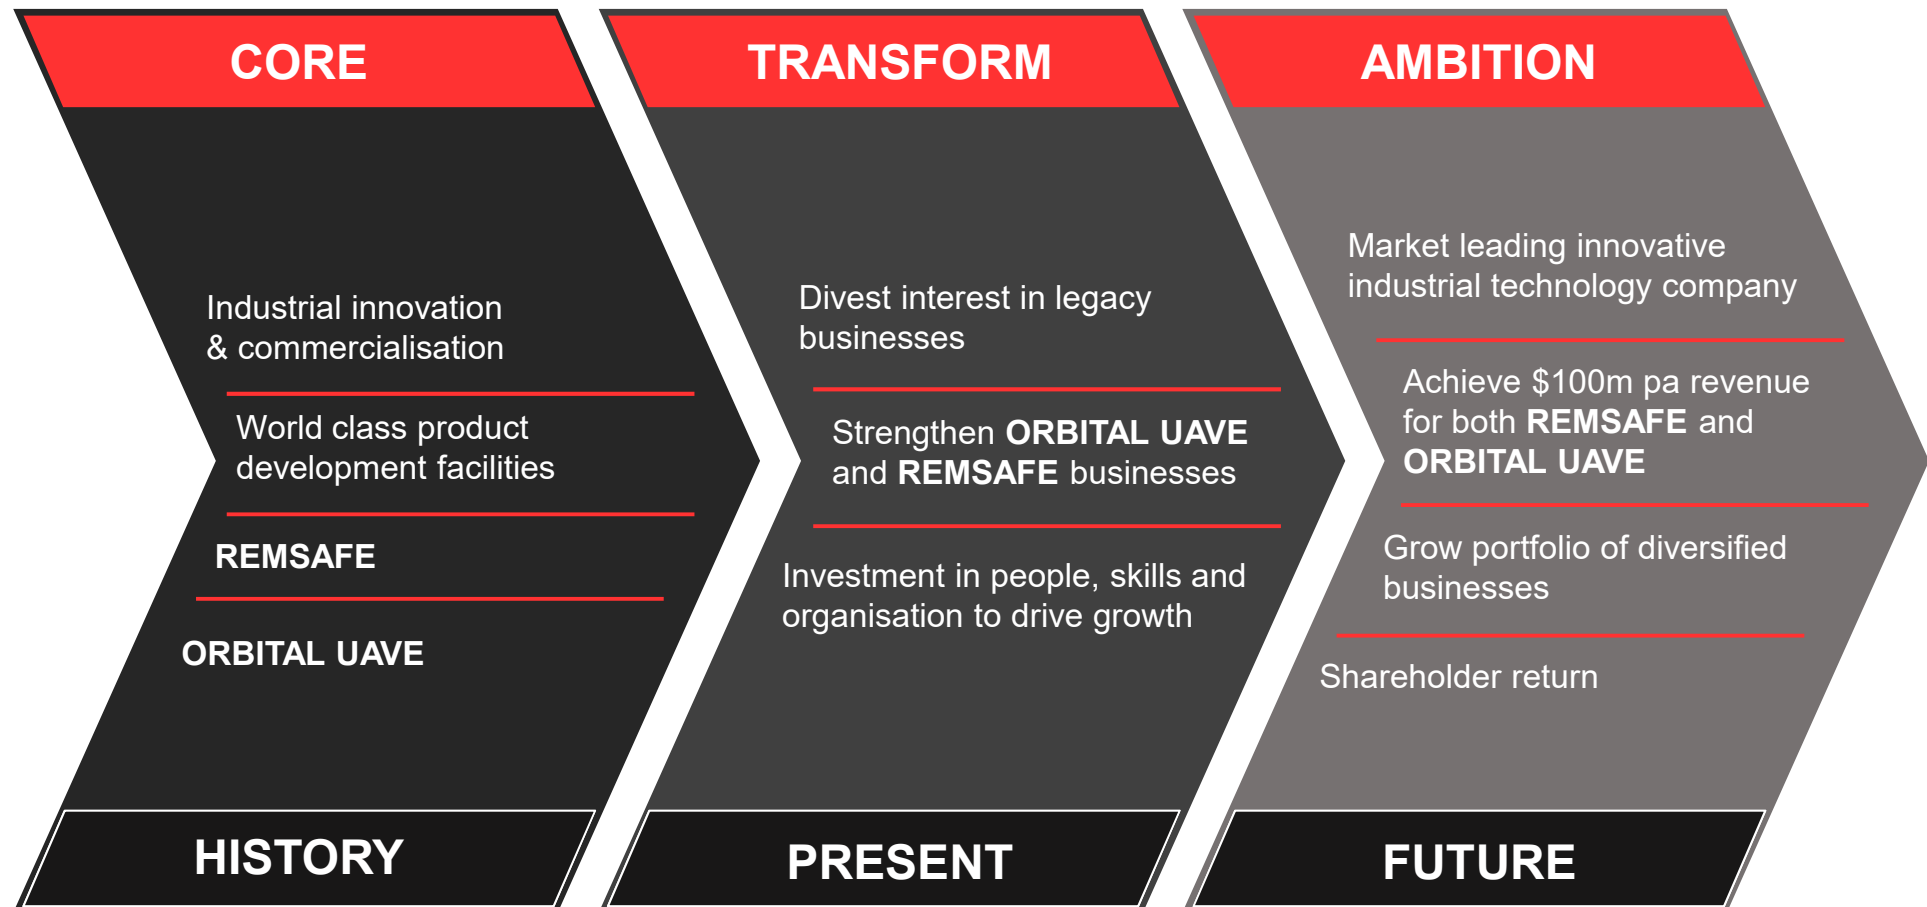 CORE
Industrial innovation
& commercialisation
World class product
development facilities
REMSAFE
ORBITAL UAVE
HISTORY
TRANSFORM
Divest interest in legacy
businesses
Strengthen ORBITAL UAVE
and REMSAFE businesses
Investment in people, skills and
organisation to drive growth
PRESENT
AMBITION
Market leading innovative
industrial technology company
Achieve $100m pa revenue
for both REMSAFE and
ORBITAL UAVE
Grow portfolio of diversified
businesses
Shareholder return
FUTURE